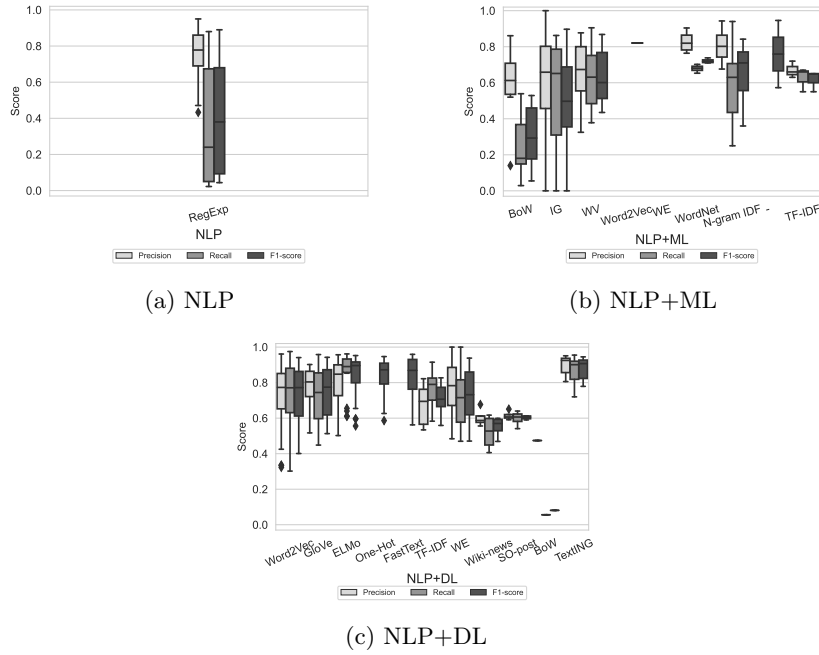 1.0
0.8
0.6
0.4
0.2
0.0
Score
RegExp
NLP
Precision Recall F1-score
(a) NLP
1.0
0.8
0.6
0.4
0.2
0.0
Score
BoW IG WV Word2Vec WE WordNet N-gram IDF - TF-IDF
NLP+ML
Precision Recall F1-score
(b) NLP+ML
1.0
0.8
0.6
0.4
0.2
0.0
Score
Word2Vec GloVe ELMo One-Hot FastText TF-IDF WE Wiki-news SO-post BoW TextING
NLP+DL
Precision Recall F1-score
(c) NLP+DL